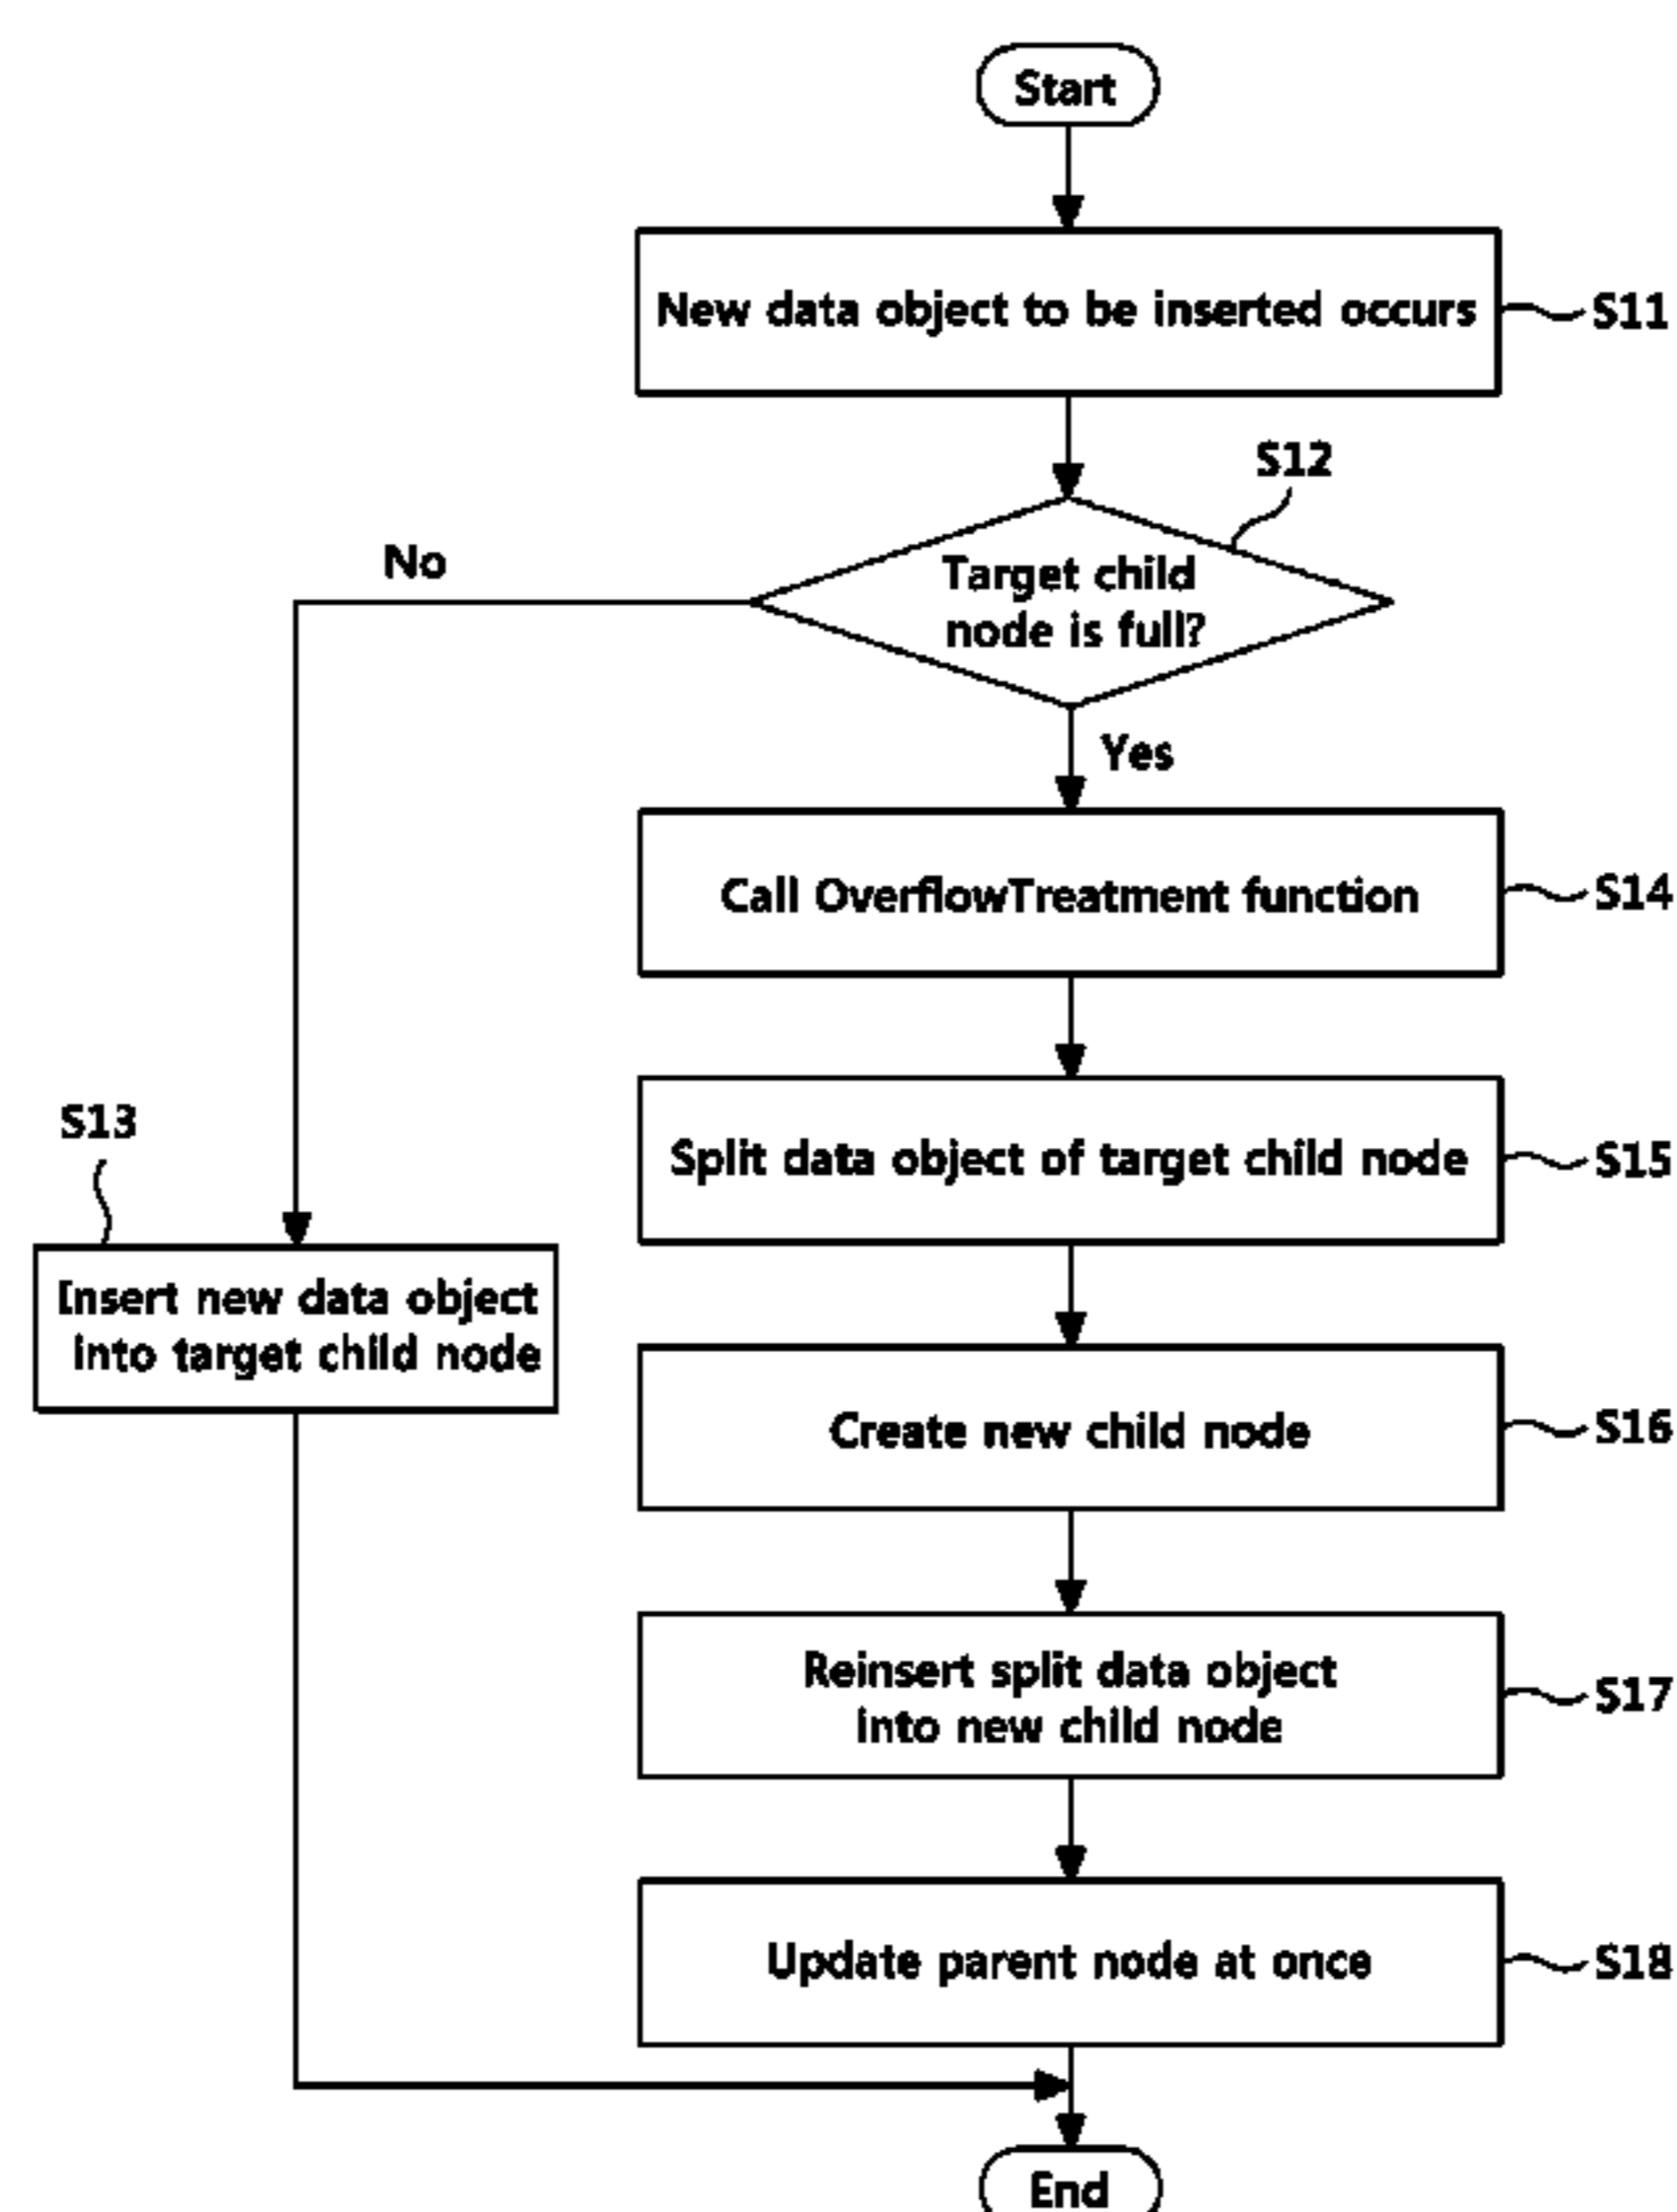 Start
New data object to be inserted occurs
S11
S12
Target child
node is full?
No
Yes
Call OverflowTreatment function
S14
Split data object of target child node
S15
S13
Insert new data object
into target child node
Create new child node
S16
Reinsert split data object
into new child node
S17
Update parent node at once
S18
End